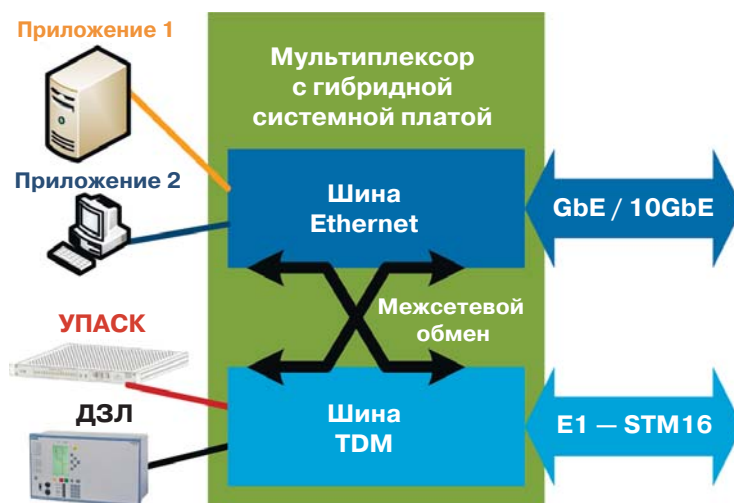 Приложение 1
Мультиплексор
с гибридной
системной платой
Приложение 2
Шина
Ethernet
GbE / 10GbE
Межсетевой
обмен
УПАСК
ДЗЛ
Шина
TDM
E1 — STM16